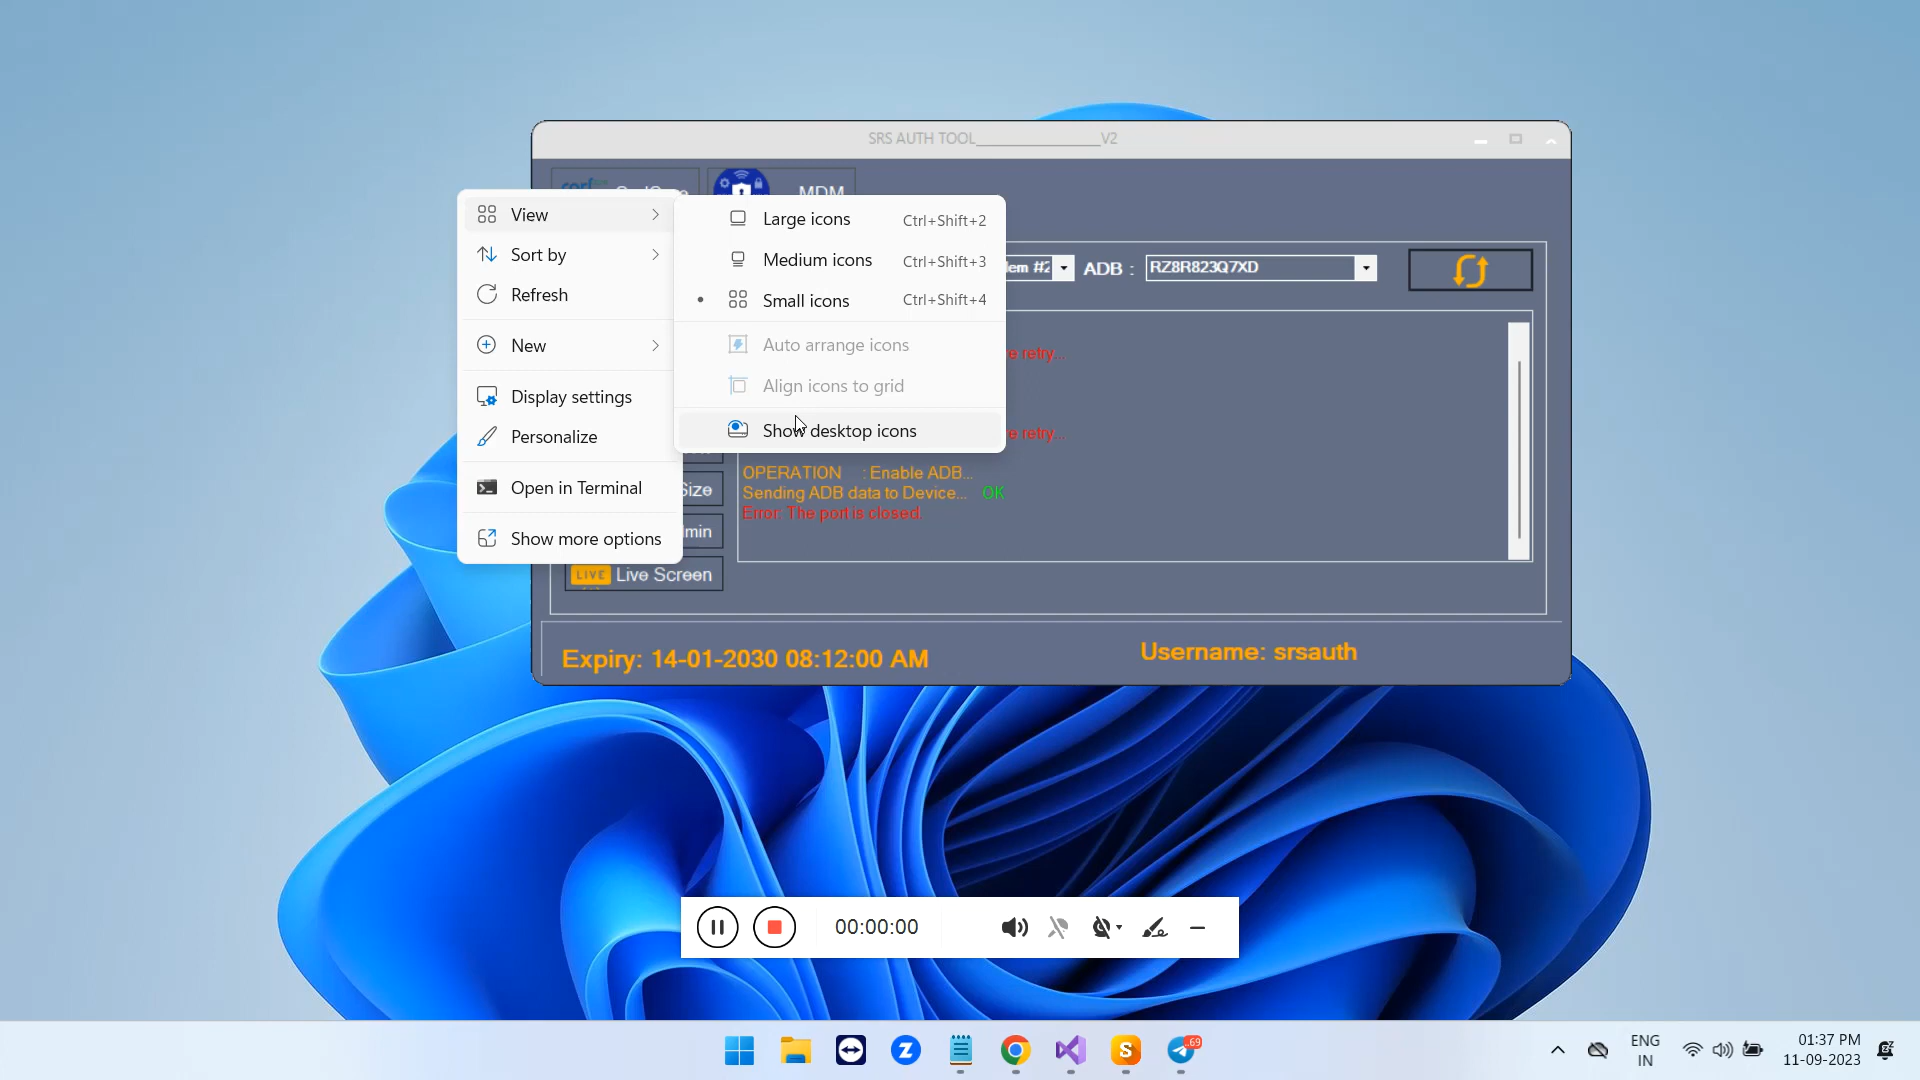 SRS AUTH TOOL__________________V2
MDM
View
Sort by
Refresh
New
Display settings
Personalize
Open in Terminal
Show more options
Large icons Ctrl+Shift+2
Medium icons Ctrl+Shift+3
Small icons Ctrl+Shift+4
Auto arrange icons
Align icons to grid
Show desktop icons
#2 ADB : RZ8R823Q7XD
retry...
retry...
OPERATION : Enable ADB...
Sending ADB data to Device... OK
Error: The port is closed.
Size
LIVE Live Screen
Expiry: 14-01-2030 08:12:00 AM
Username: srsauth
00:00:00
69
ENG
IN
01:37 PM
11-09-2023